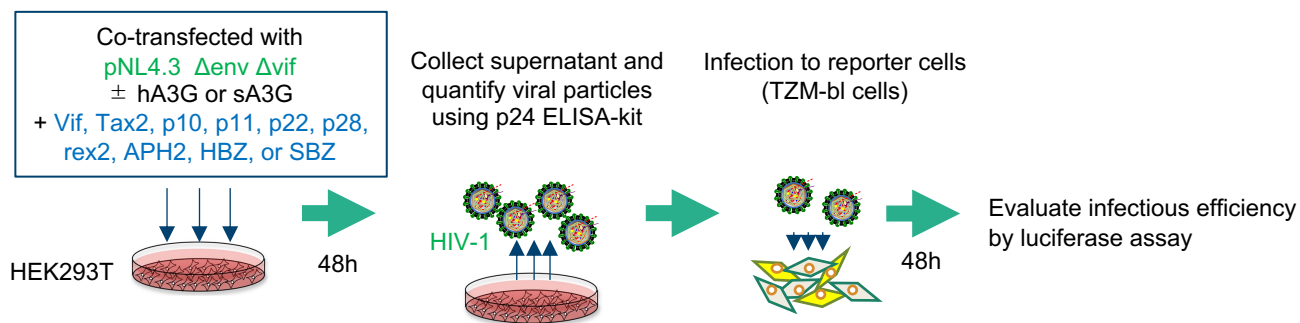 Co-transfected with
pNL4.3 Δenv Δvif
± hA3G or sA3G
+ Vif, Tax2, p10, p11, p22, p28,
rex2, APH2, HBZ, or SBZ
HEK293T
48h
Collect supernatant and
quantify viral particles
using p24 ELISA-kit
HIV-1
Infection to reporter cells
(TZM-bl cells)
48h
Evaluate infectious efficiency
by luciferase assay